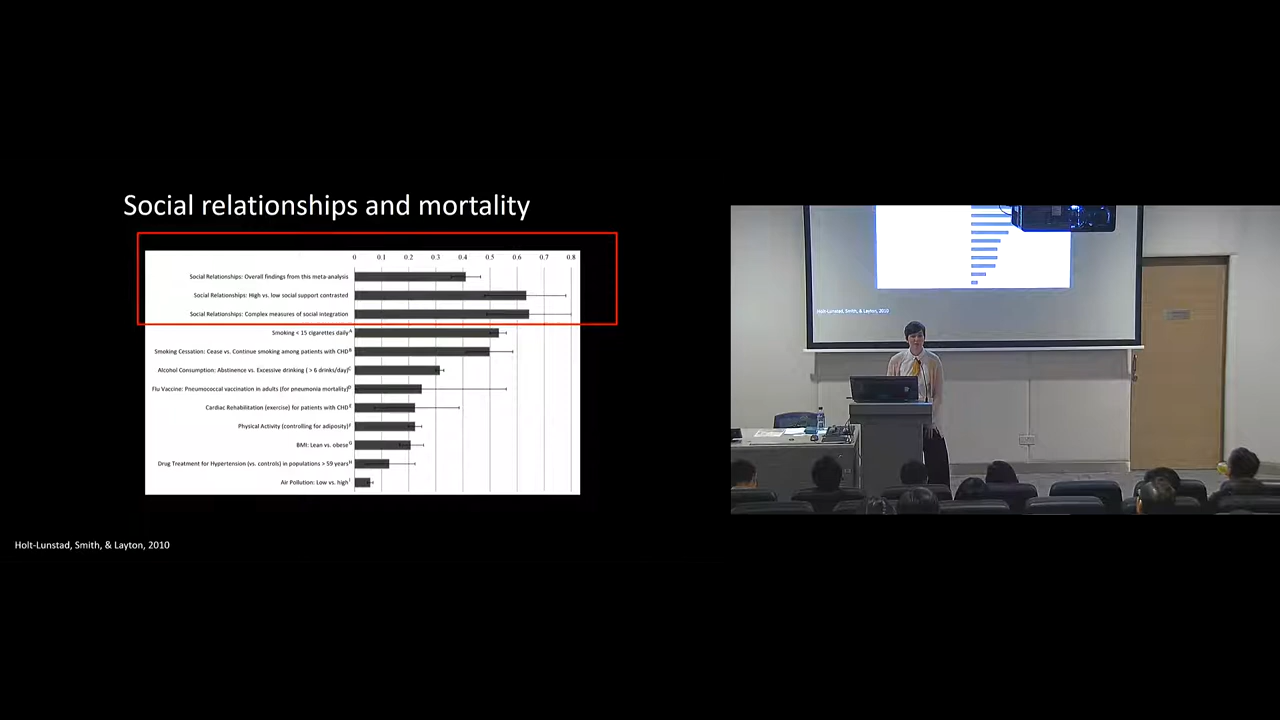 Social relationships and mortality
0 0.1 0.2 0.3 0.4 0.5 0.6 0.7 0.8
Social Relationships: Overall findings from this meta-analysis
Social Relationships: High vs. low social support contrasted
Social Relationships: Complex measures of social integration
Smoking < 15 cigarettes daily^A
Smoking Cessation: Cease vs. Continue smoking among patients with CHD^B
Alcohol Consumption: Abstinence vs. Excessive drinking ( > 6 drinks/day)^C
Flu Vaccine: Pneumococcal vaccination in adults (for pneumonia mortality)^D
Cardiac Rehabilitation (exercise) for patients with CHD^E
Physical Activity (controlling for adiposity)^F
BMI: Lean vs. obese^G
Drug Treatment for Hypertension (vs. controls) in populations > 59 years^H
Air Pollution: Low vs. high^I
Holt-Lunstad, Smith, & Layton, 2010
Holt-Lunstad, Smith, & Layton, 2010